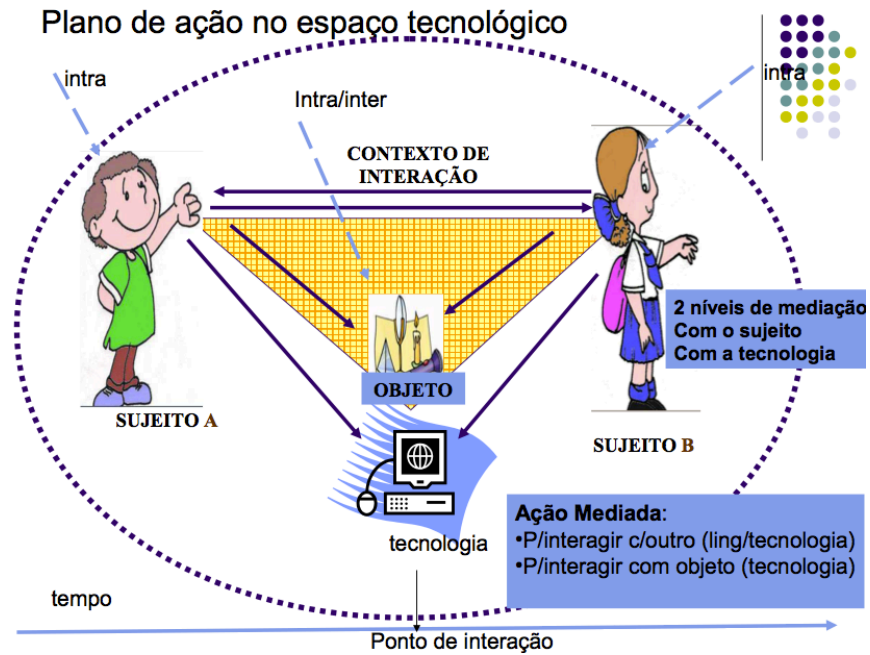 Plano de ação no espaço tecnológico
intra
intra
Intra/inter
CONTEXTO DE
INTERAÇÃO
2 níveis de mediação
Com o sujeito
Com a tecnologia
OBJETO
SUJEITO A
SUJEITO B
tecnologia
Ação Mediada:
•P/interagir c/outro (ling/tecnologia)
•P/interagir com objeto (tecnologia)
tempo
Ponto de interação